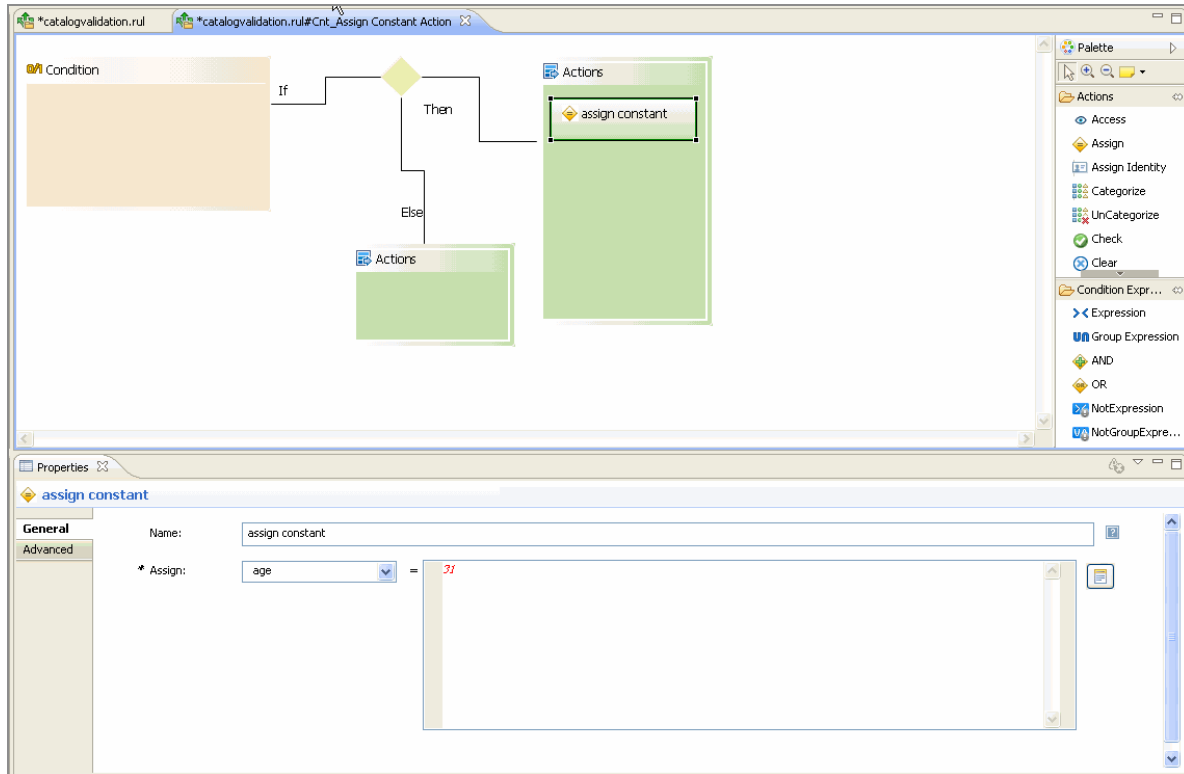 *catalogvalidation.rul
*catalogvalidation.rul#Cnt_Assign Constant Action
Condition
If
Then
Else
Actions
assign constant
Actions
Palette
Actions
Access
Assign
Assign Identity
Categorize
UnCategorize
Check
Clear
Condition Expr...
Expression
Group Expression
AND
OR
NotExpression
NotGroupExpre...
Properties
assign constant
General
Advanced
Name:
assign constant
* Assign:
age
=
31